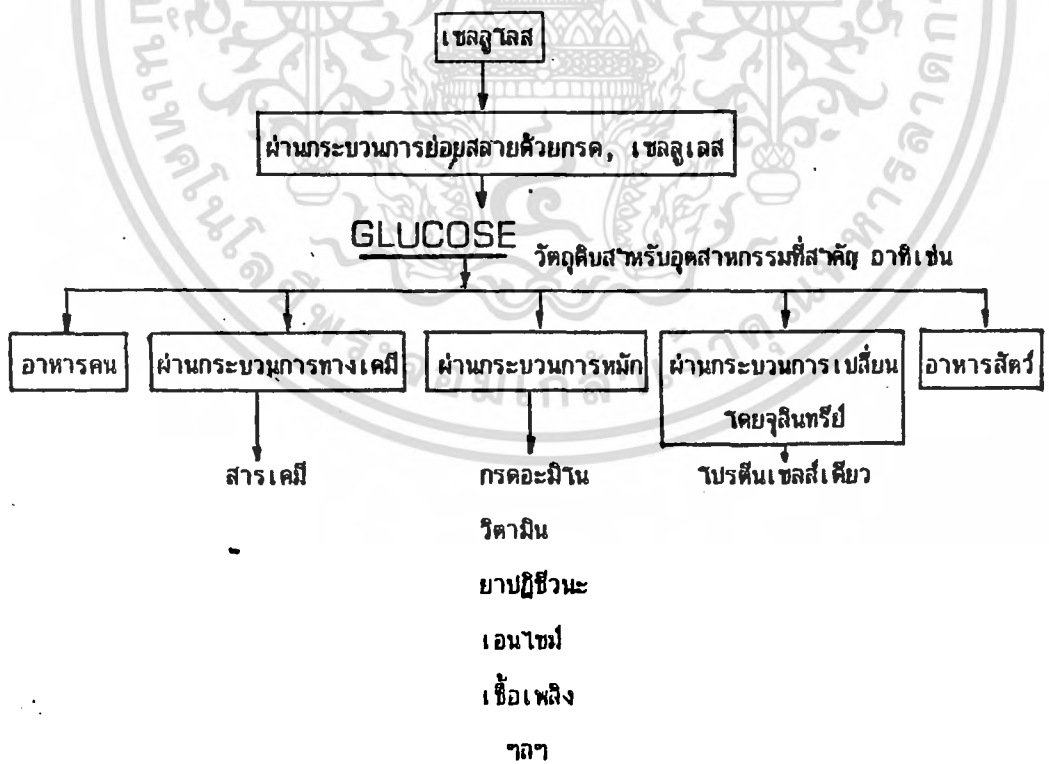 เซลลูโลส
ผ่านกระบวนการย่อยสลายด้วยกรด, เซลลูเลส
GLUCOSE
วัตถุดิบสำหรับอุตสาหกรรมที่สำคัญ อาทิเช่น
อาหารคน
ผ่านกระบวนการทางเคมี
ผ่านกระบวนการหมัก
ผ่านกระบวนการเปลี่ยน
โดยจุลินทรีย์
อาหารสัตว์
สารเคมี
กรดอะมิโน
โปรตีนเซลล์เดียว
วิตามิน
ยาปฏิชีวนะ
เอนไซม์
เชื้อเพลิง
ฯลฯ